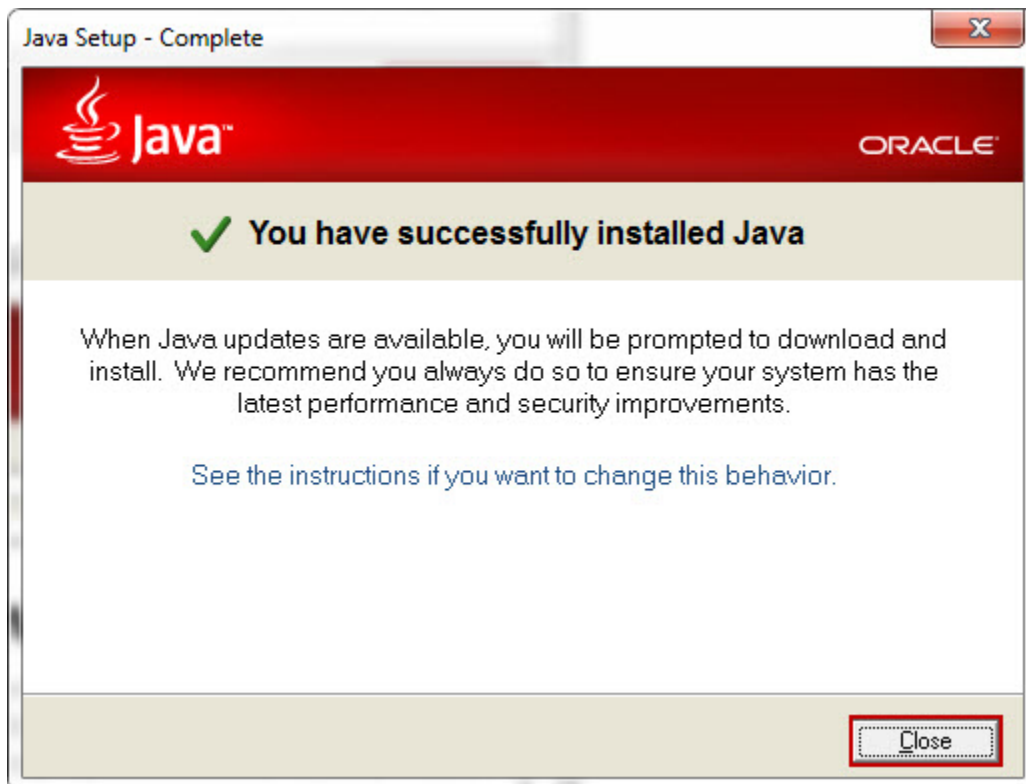 Java Setup - Complete
Java™
ORACLE®
You have successfully installed Java
When Java updates are available, you will be prompted to download and
install. We recommend you always do so to ensure your system has the
latest performance and security improvements.
See the instructions if you want to change this behavior.
Close